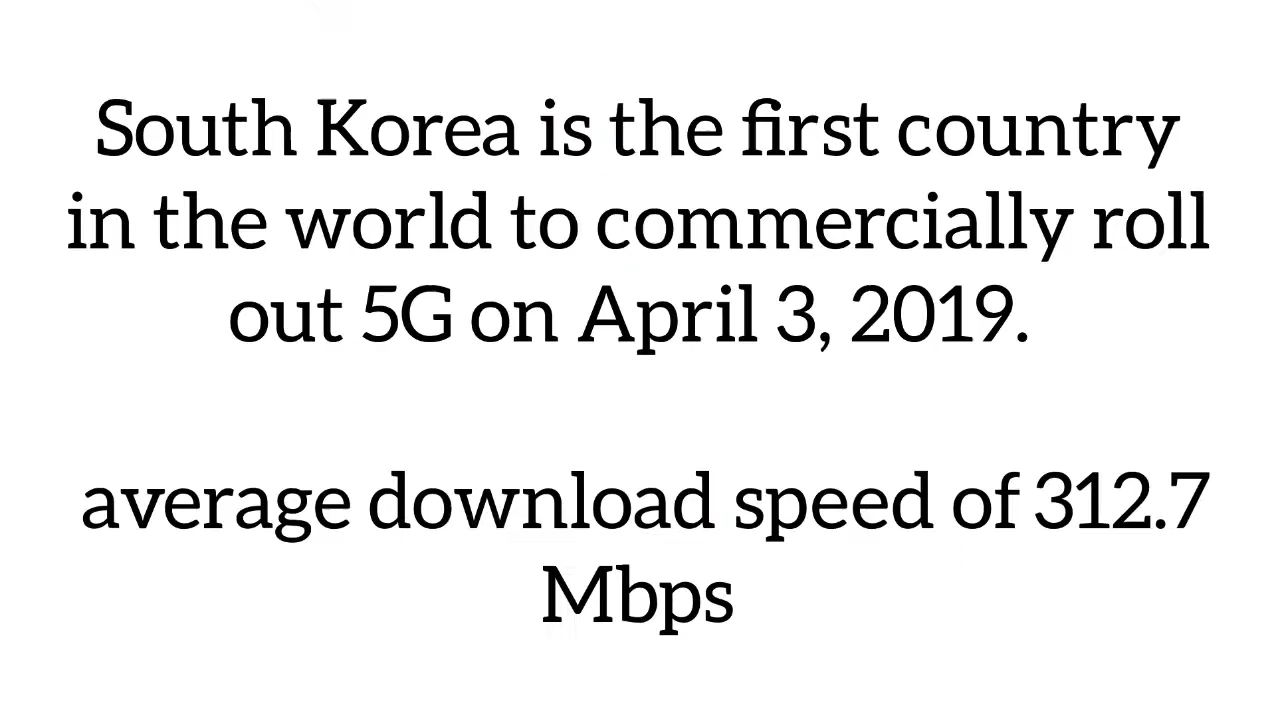 South Korea is the first country
in the world to commercially roll
out 5G on April 3, 2019.
average download speed of 312.7
Mbps